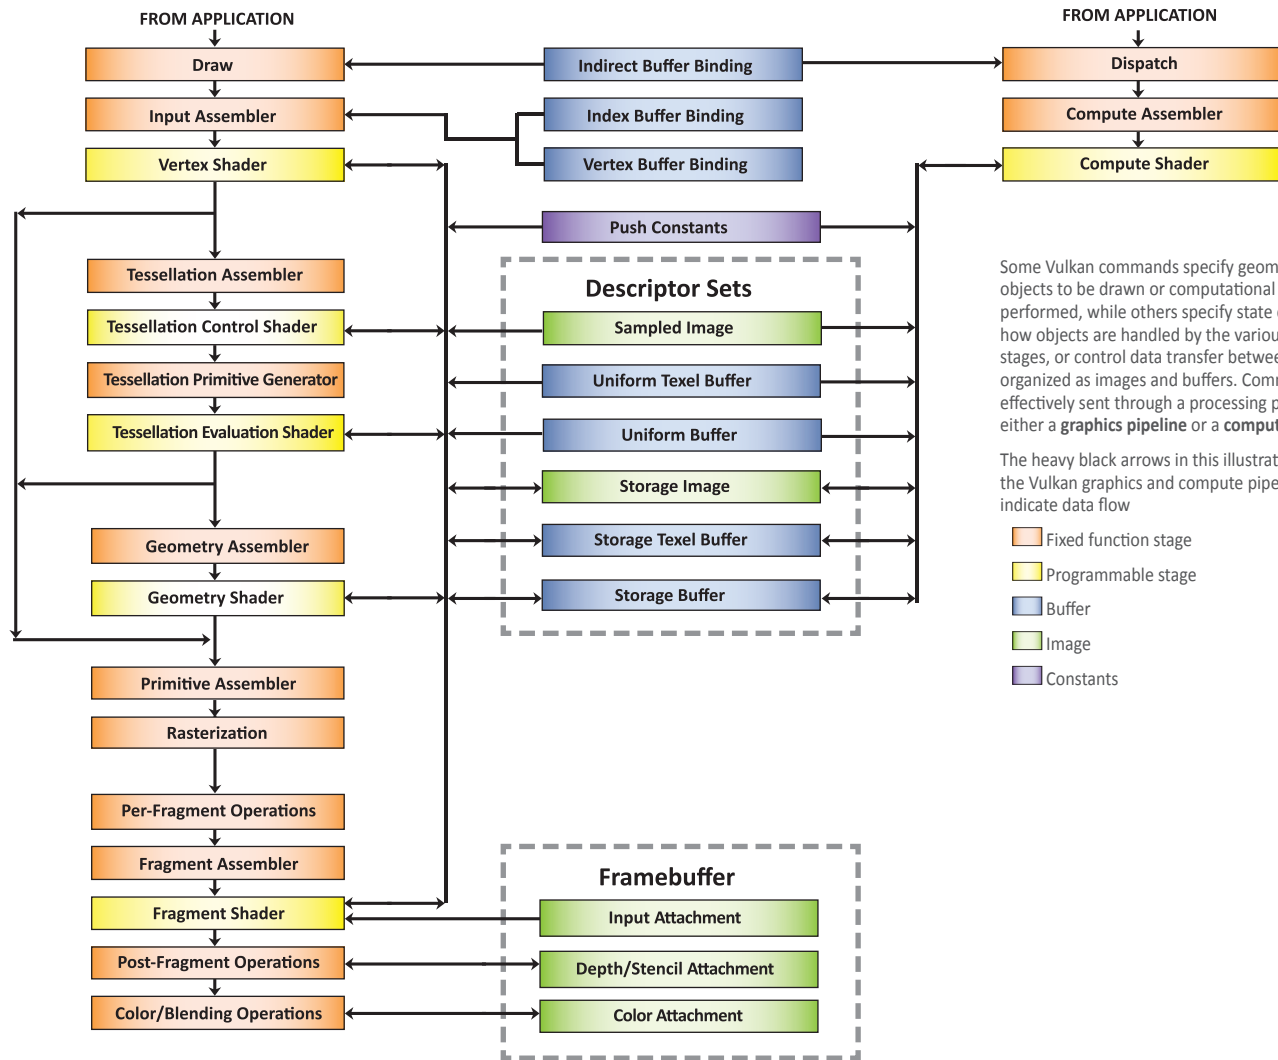 FROM APPLICATION
Draw
Input Assembler
Vertex Shader
Tessellation Assembler
Tessellation Control Shader
Tessellation Primitive Generator
Tessellation Evaluation Shader
Geometry Assembler
Geometry Shader
Primitive Assembler
Rasterization
Per-Fragment Operations
Fragment Assembler
Fragment Shader
Post-Fragment Operations
Color/Blending Operations
Indirect Buffer Binding
Index Buffer Binding
Vertex Buffer Binding
Push Constants
Descriptor Sets
Sampled Image
Uniform Texel Buffer
Uniform Buffer
Storage Image
Storage Texel Buffer
Storage Buffer
Framebuffer
Input Attachment
Depth/Stencil Attachment
Color Attachment
FROM APPLICATION
Dispatch
Compute Assembler
Compute Shader
Some Vulkan commands specify geom
objects to be drawn or computational
performed, while others specify state
how objects are handled by the variou
stages, or control data transfer between
organized as images and buffers. Comm
effectively sent through a processing p
either a graphics pipeline or a comput
The heavy black arrows in this illustrat
the Vulkan graphics and compute pipe
indicate data flow
Fixed function stage
Programmable stage
Buffer
Image
Constants